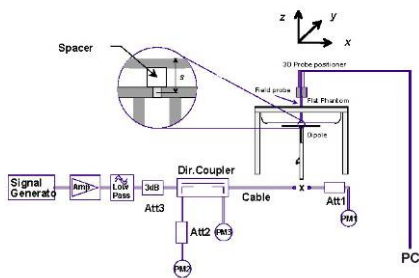 z
y
x
3D Probe positioner
Spacer
s
Field probe
Flat Phantom
Dipole
Dir.Coupler
Signal
Generato
Amp
Low
Pass
3dB
Cable
x
Att3
Att1
Att2
PM3
PM1
PM2
PC